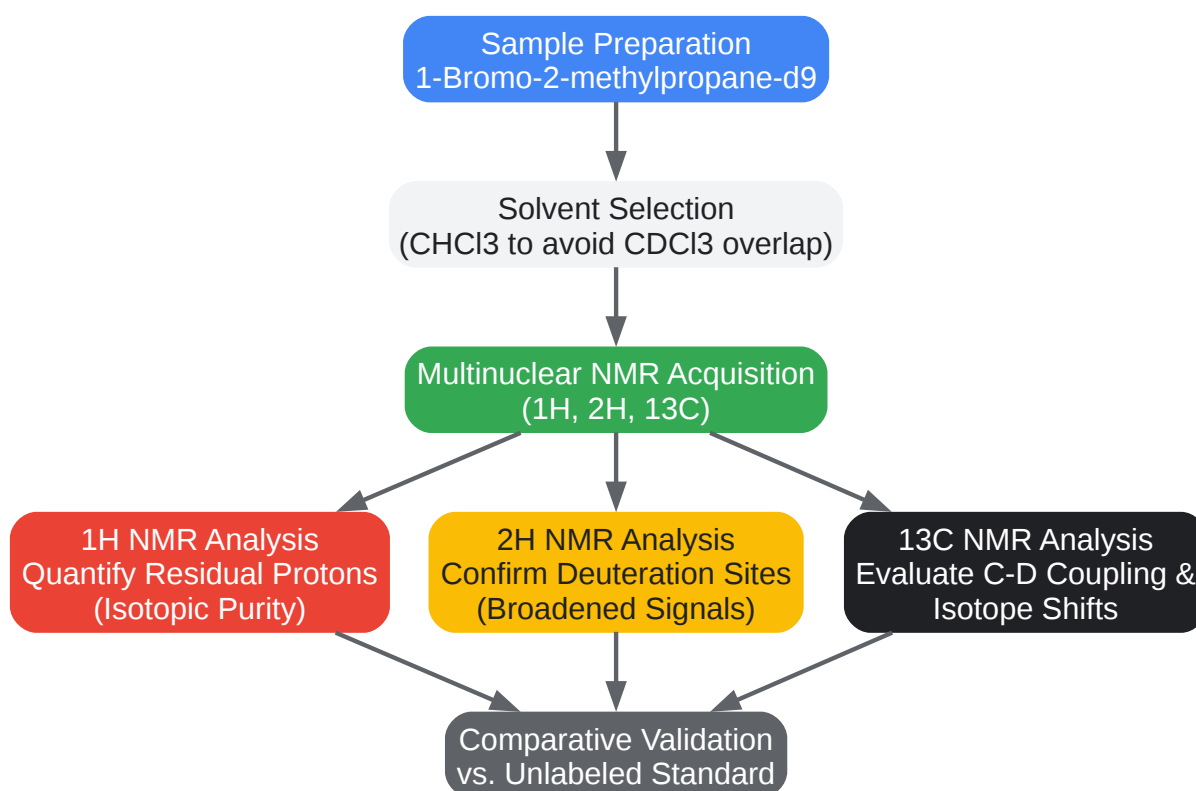 Sample Preparation
1-Bromo-2-methylpropane-d9
Solvent Selection
(CHCl3 to avoid CDCl3 overlap)
Multinuclear NMR Acquisition
(1H, 2H, 13C)
1H NMR Analysis
Quantify Residual Protons
(Isotopic Purity)
2H NMR Analysis
Confirm Deuteration Sites
(Broadened Signals)
13C NMR Analysis
Evaluate C-D Coupling &
Isotope Shifts
Comparative Validation
vs. Unlabeled Standard